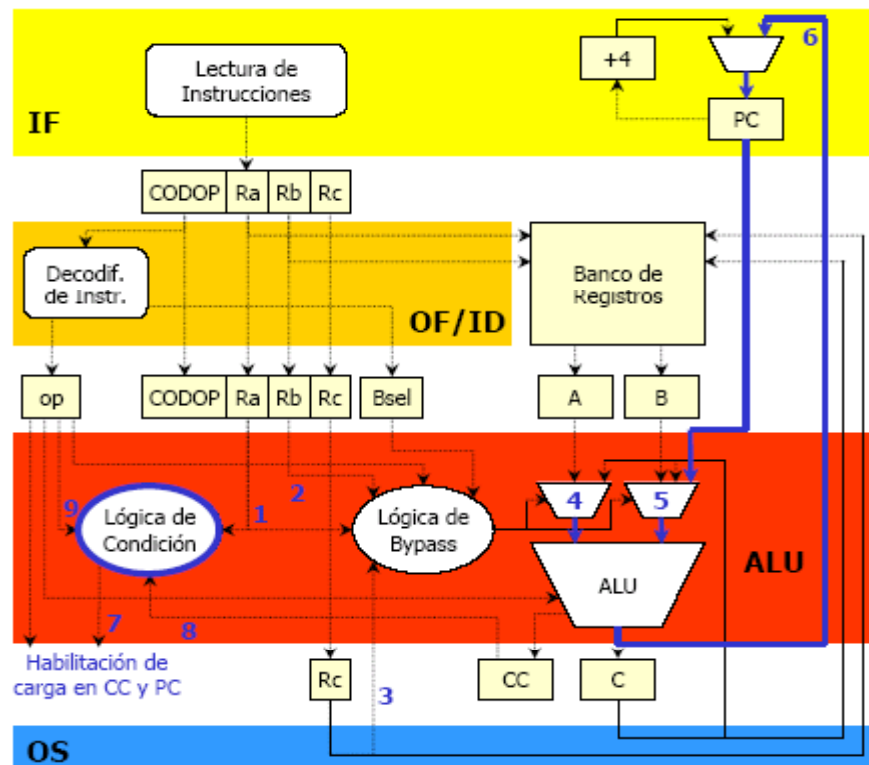 6
+4
Lectura de
Instrucciones
IF
PC
CODOP Ra Rb Rc
Decodif.
de Instr.
Banco de
Registros
OF/ID
op
CODOP Ra Rb Rc
Bsel
A
B
9
Lógica de
Condición
1
2
Lógica de
Bypass
4
5
ALU
ALU
7
8
Habilitación de
carga en CC y PC
Rc
3
CC
C
OS